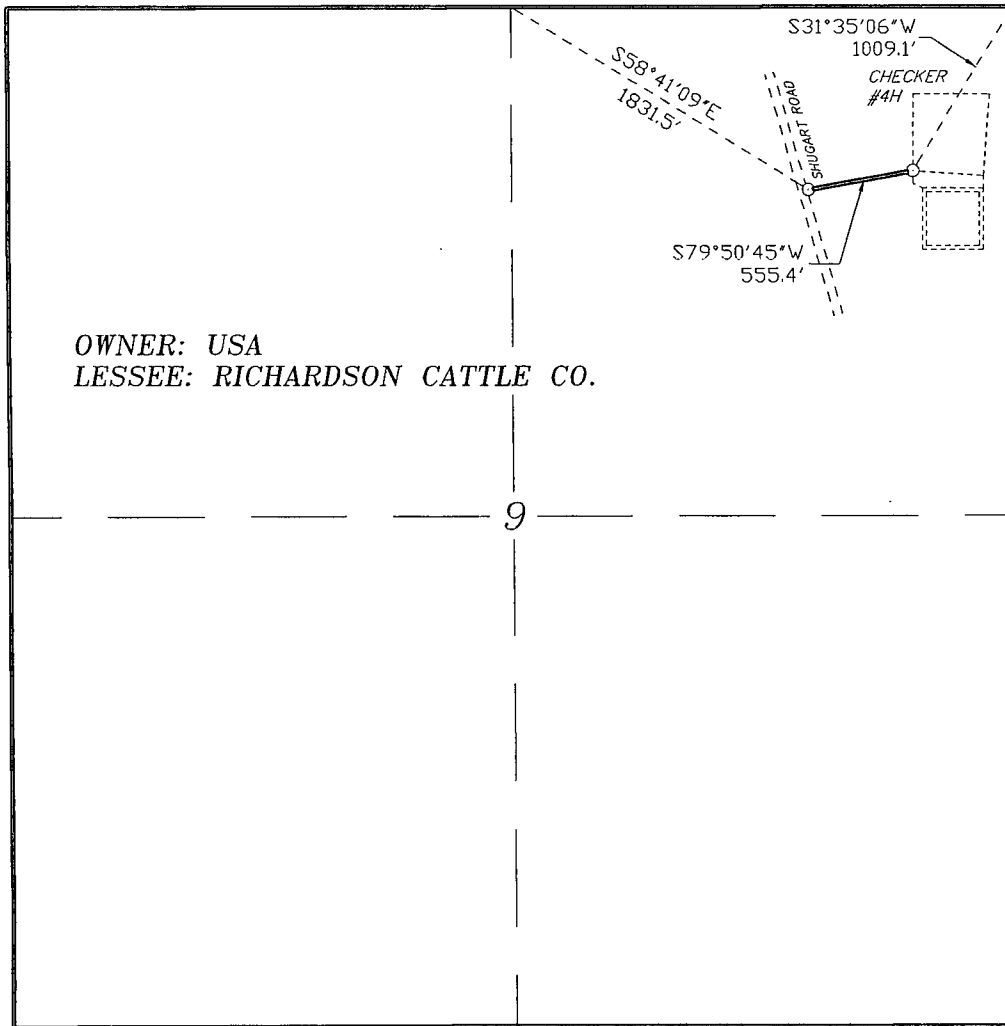 S31°35'06"W
1009.1'
CHECKER
#4H
S58°41'09"E
1831.5'
SHUGART ROAD
S79°50'45"W
555.4'
OWNER: USA
LESSEE: RICHARDSON CATTLE CO.
9